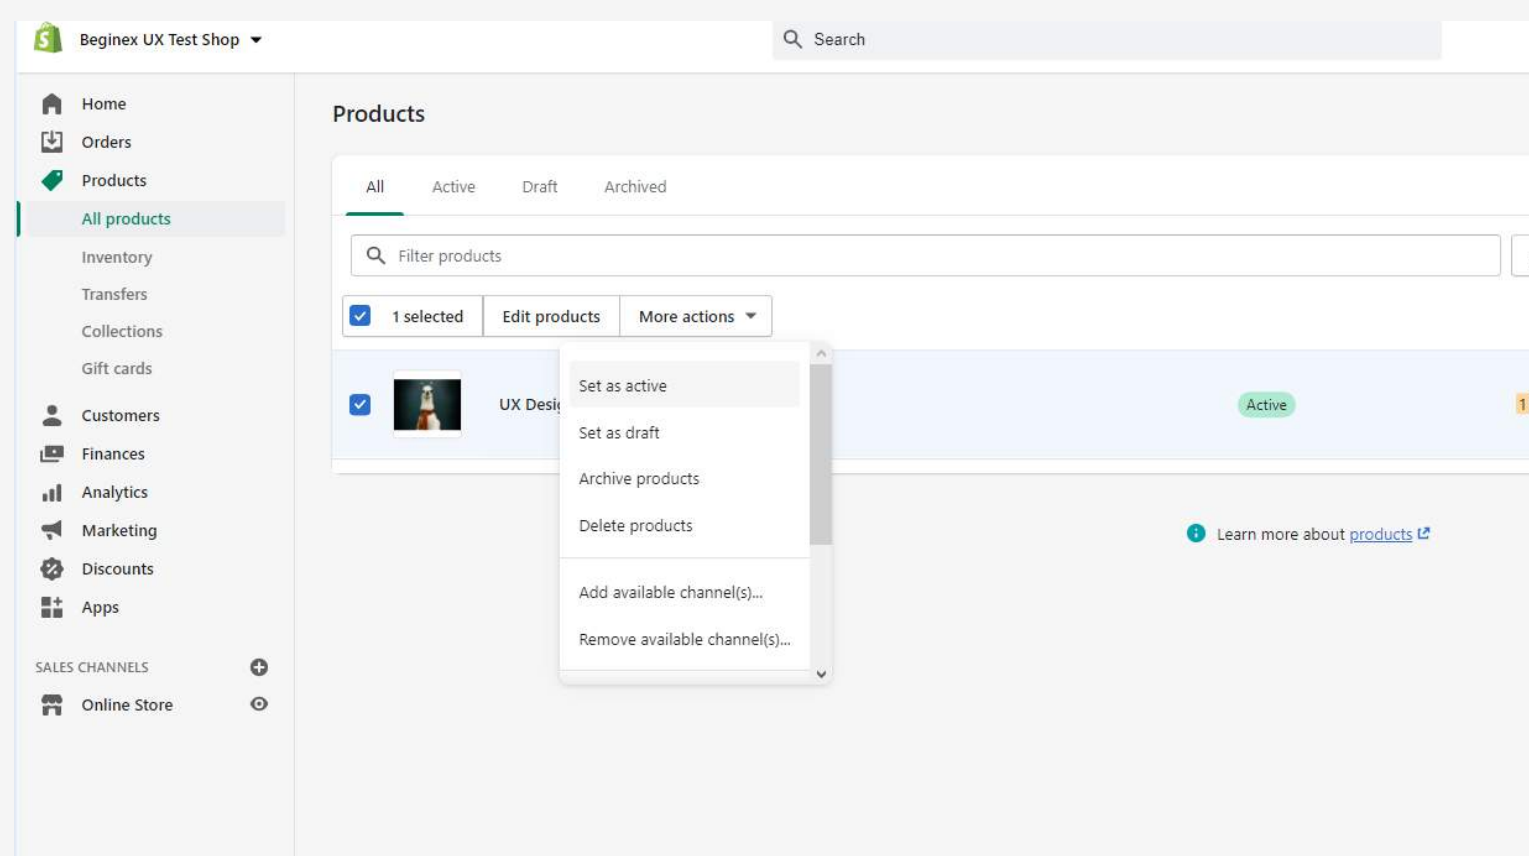 Beginex UX Test Shop
Search
Home
Orders
Products
All products
Inventory
Transfers
Collections
Gift cards
Customers
Finances
Analytics
Marketing
Discounts
Apps
SALES CHANNELS
Online Store
Products
All Active Draft Archived
Filter products
1 selected Edit products More actions
UX Desig Active 1
Set as active
Set as draft
Archive products
Delete products
Add available channel(s)...
Remove available channel(s)...
Learn more about products